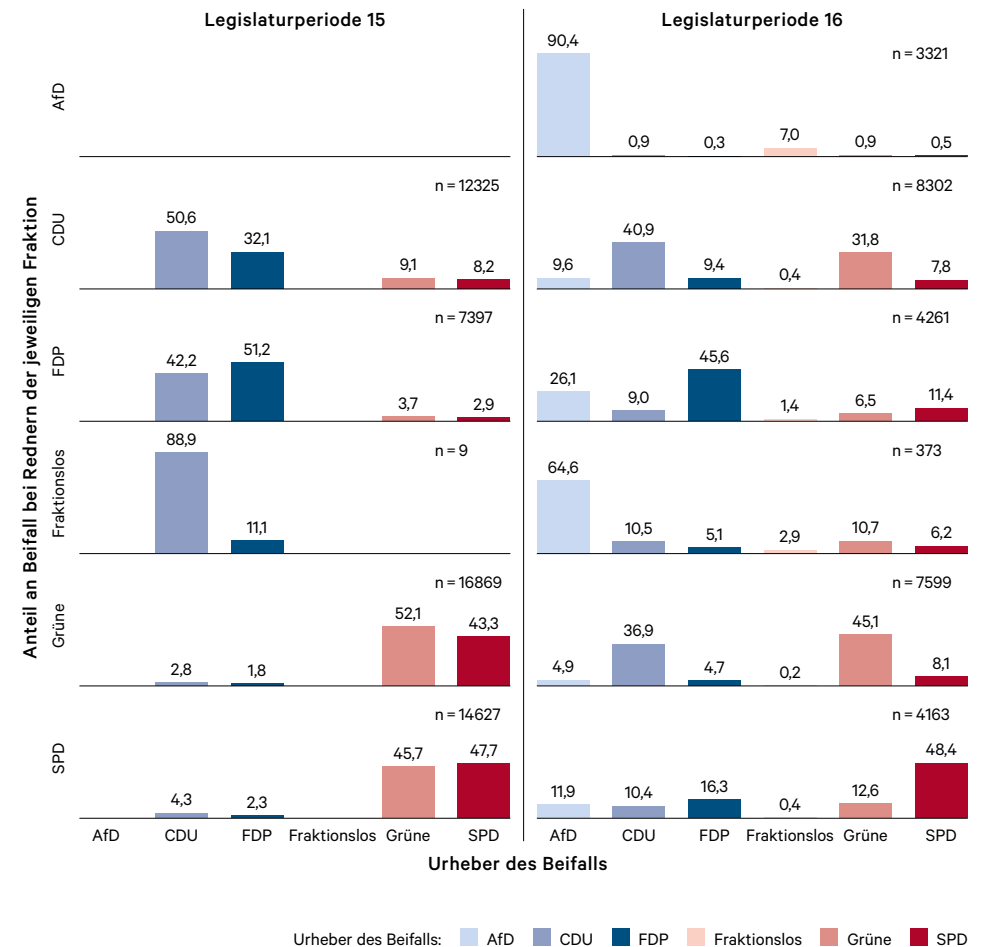 Legislaturperiode 15
Legislaturperiode 16
Anteil an Beifall bei Rednern der jeweiligen Fraktion
AfD
n = 3321
90,4 0,9 0,3 7,0 0,9 0,5
CDU
n = 12325
50,6 32,1 9,1 8,2
n = 8302
9,6 40,9 9,4 0,4 31,8 7,8
FDP
n = 7397
42,2 51,2 3,7 2,9
n = 4261
26,1 9,0 45,6 1,4 6,5 11,4
Fraktionslos
n = 9
88,9 11,1
n = 373
64,6 10,5 5,1 2,9 10,7 6,2
Grüne
n = 16869
2,8 1,8 52,1 43,3
n = 7599
4,9 36,9 4,7 0,2 45,1 8,1
SPD
n = 14627
4,3 2,3 45,7 47,7
n = 4163
11,9 10,4 16,3 0,4 12,6 48,4
AfD CDU FDP Fraktionslos Grüne SPD
AfD CDU FDP Fraktionslos Grüne SPD
Urheber des Beifalls
Urheber des Beifalls: AfD CDU FDP Fraktionslos Grüne SPD